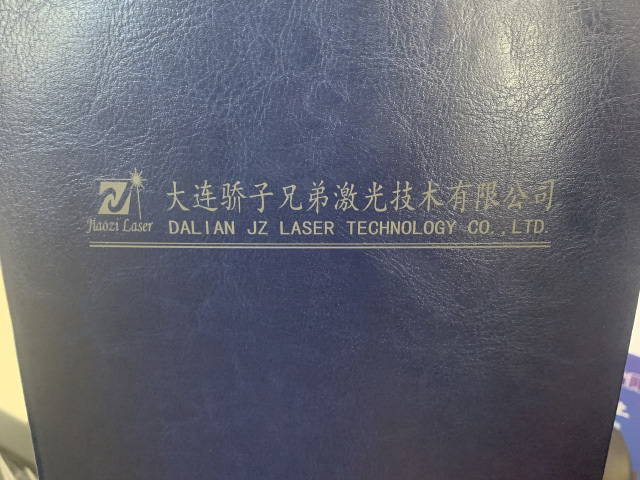 大连骄子兄弟激光技术有限公司
Jiaozi Laser
DALIAN JZ LASER TECHNOLOGY CO.,LTD.